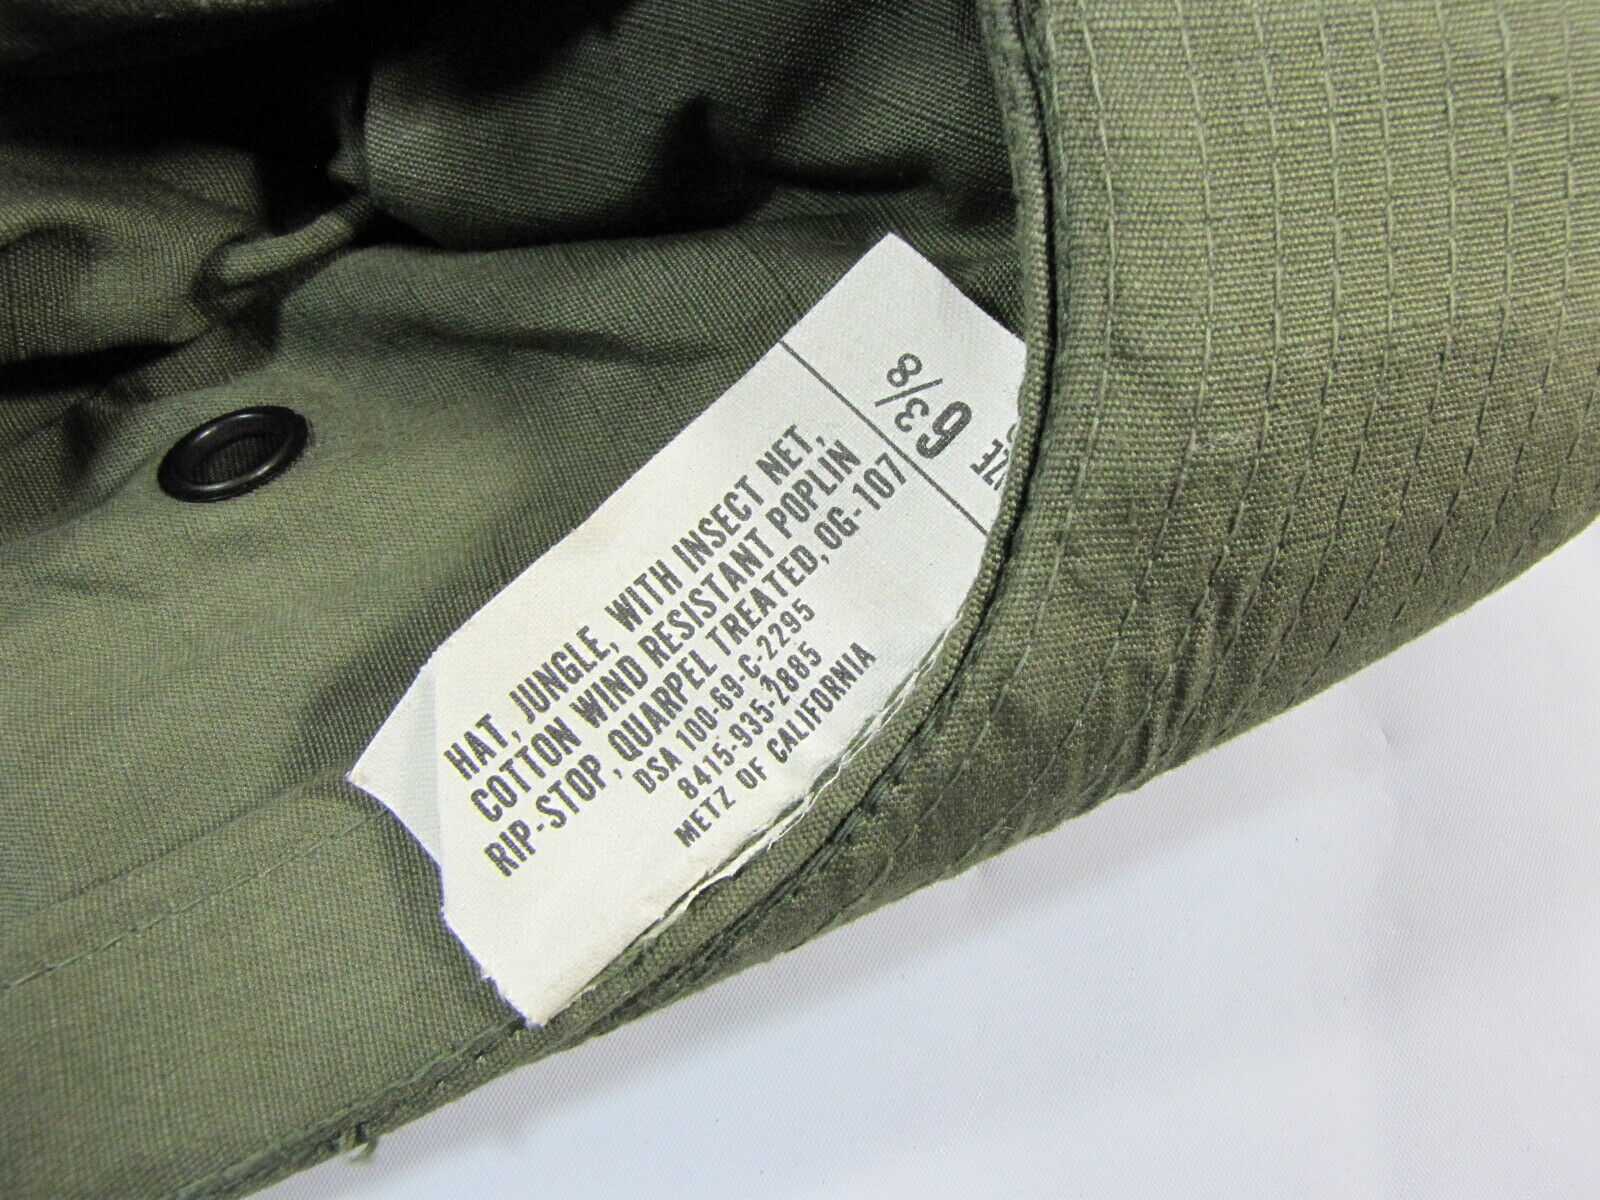 6 3/8
HAT, JUNGLE, WITH INSECT NET,
COTTON WIND RESISTANT POPLIN
RIP-STOP, QUARPEL TREATED, OG-107
DSA 100-69-C-2295
8415-935-2885
METZ OF CALIFORNIA